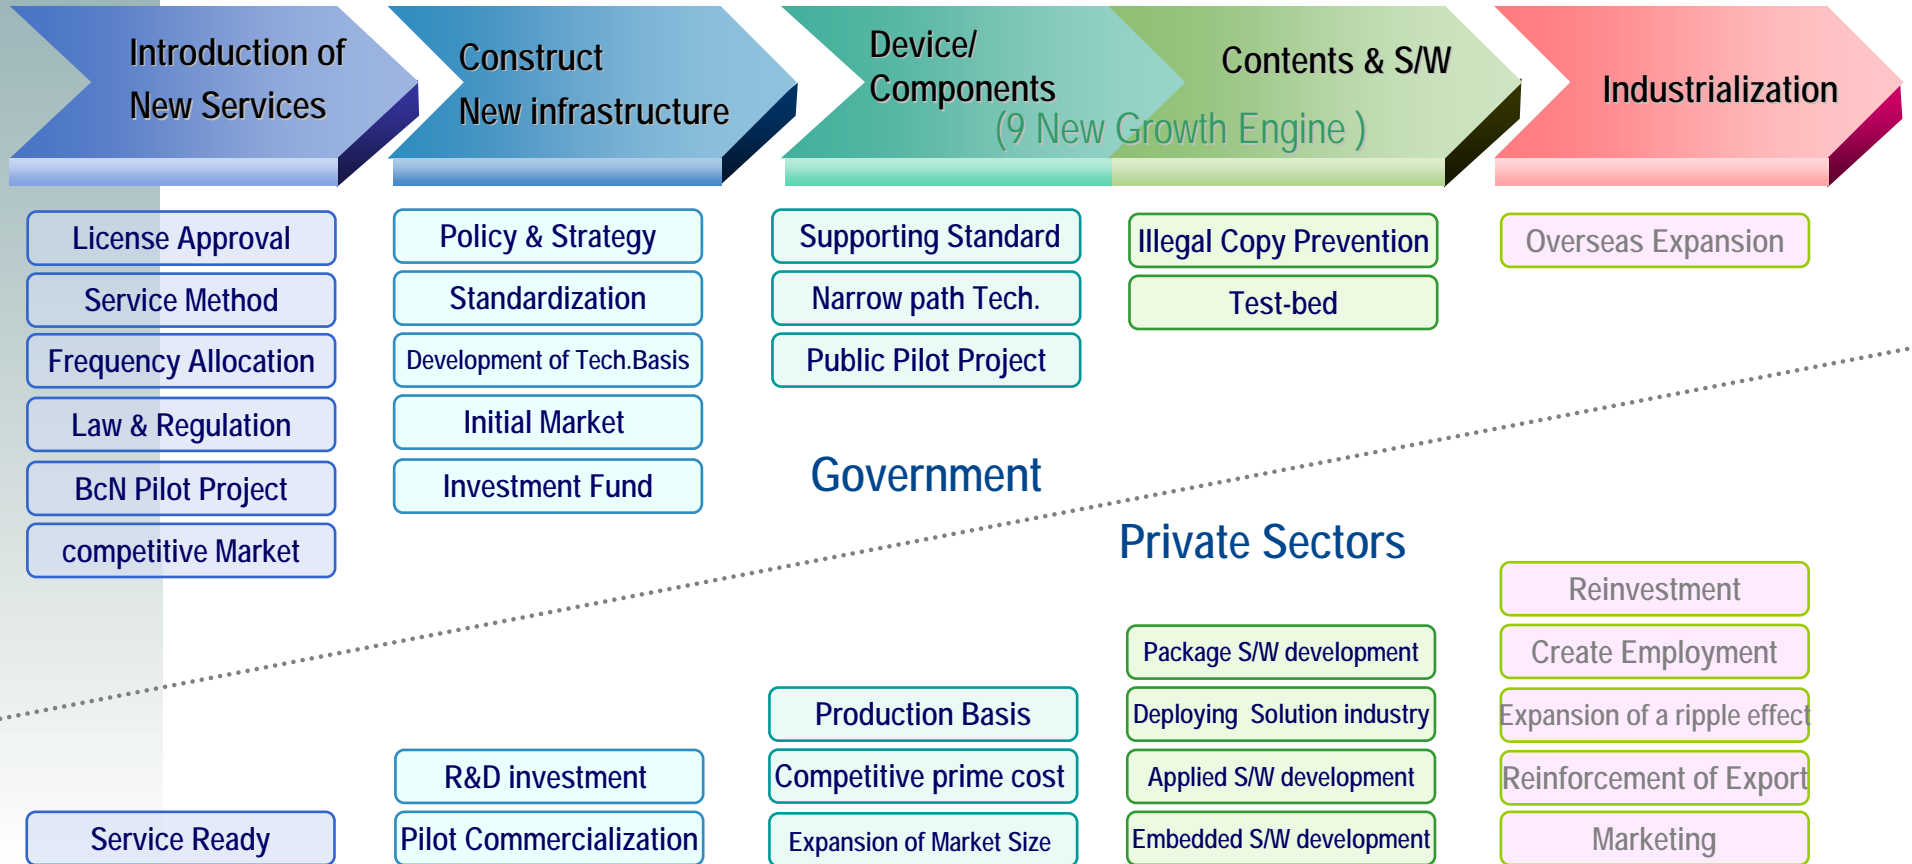 Introduction of
New Services
Construct
New infrastructure
Device/
Components
Contents & S/W
(9 New Growth Engine )
Industrialization
License Approval
Service Method
Frequency Allocation
Law & Regulation
BcN Pilot Project
competitive Market
Policy & Strategy
Standardization
Development of Tech.Basis
Initial Market
Investment Fund
Supporting Standard
Narrow path Tech.
Public Pilot Project
Illegal Copy Prevention
Test-bed
Overseas Expansion
Government
Private Sectors
Service Ready
R&D investment
Pilot Commercialization
Production Basis
Competitive prime cost
Expansion of Market Size
Package S/W development
Deploying Solution industry
Applied S/W development
Embedded S/W development
Reinvestment
Create Employment
Expansion of a ripple effect
Reinforcement of Export
Marketing